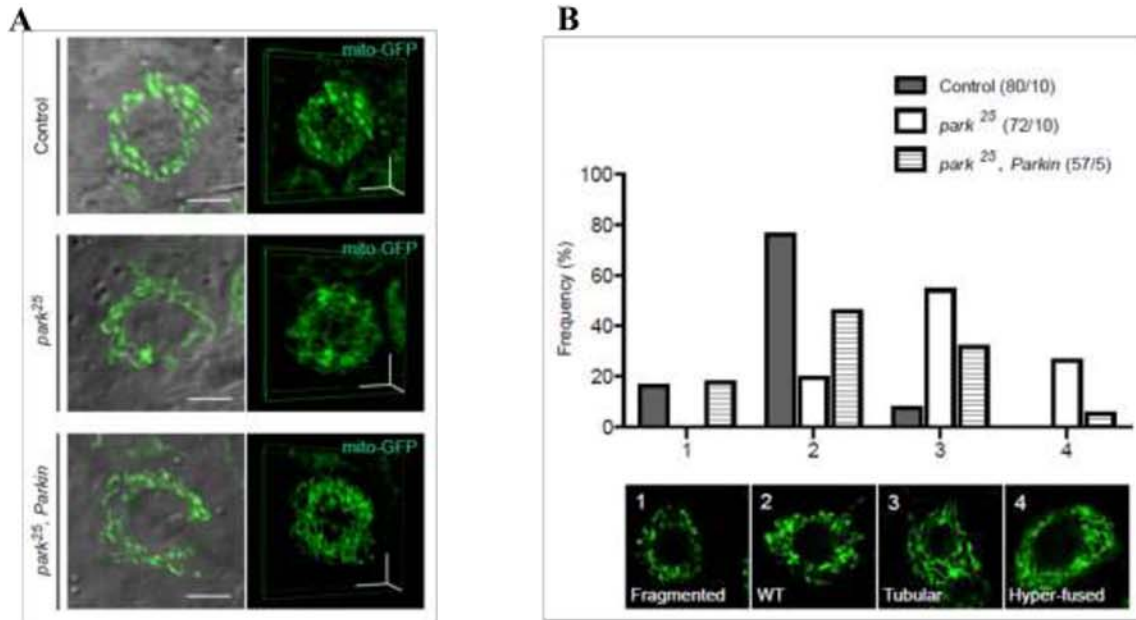 A
B
Control
mito-GFP
park25
mito-GFP
park25, Parkin
mito-GFP
Control (80/10)
park 25 (72/10)
park 25, Parkin (57/5)
Frequency (%)
100
80
60
40
20
0
1
2
3
4
1
2
3
4
Fragmented
WT
Tubular
Hyper-fused